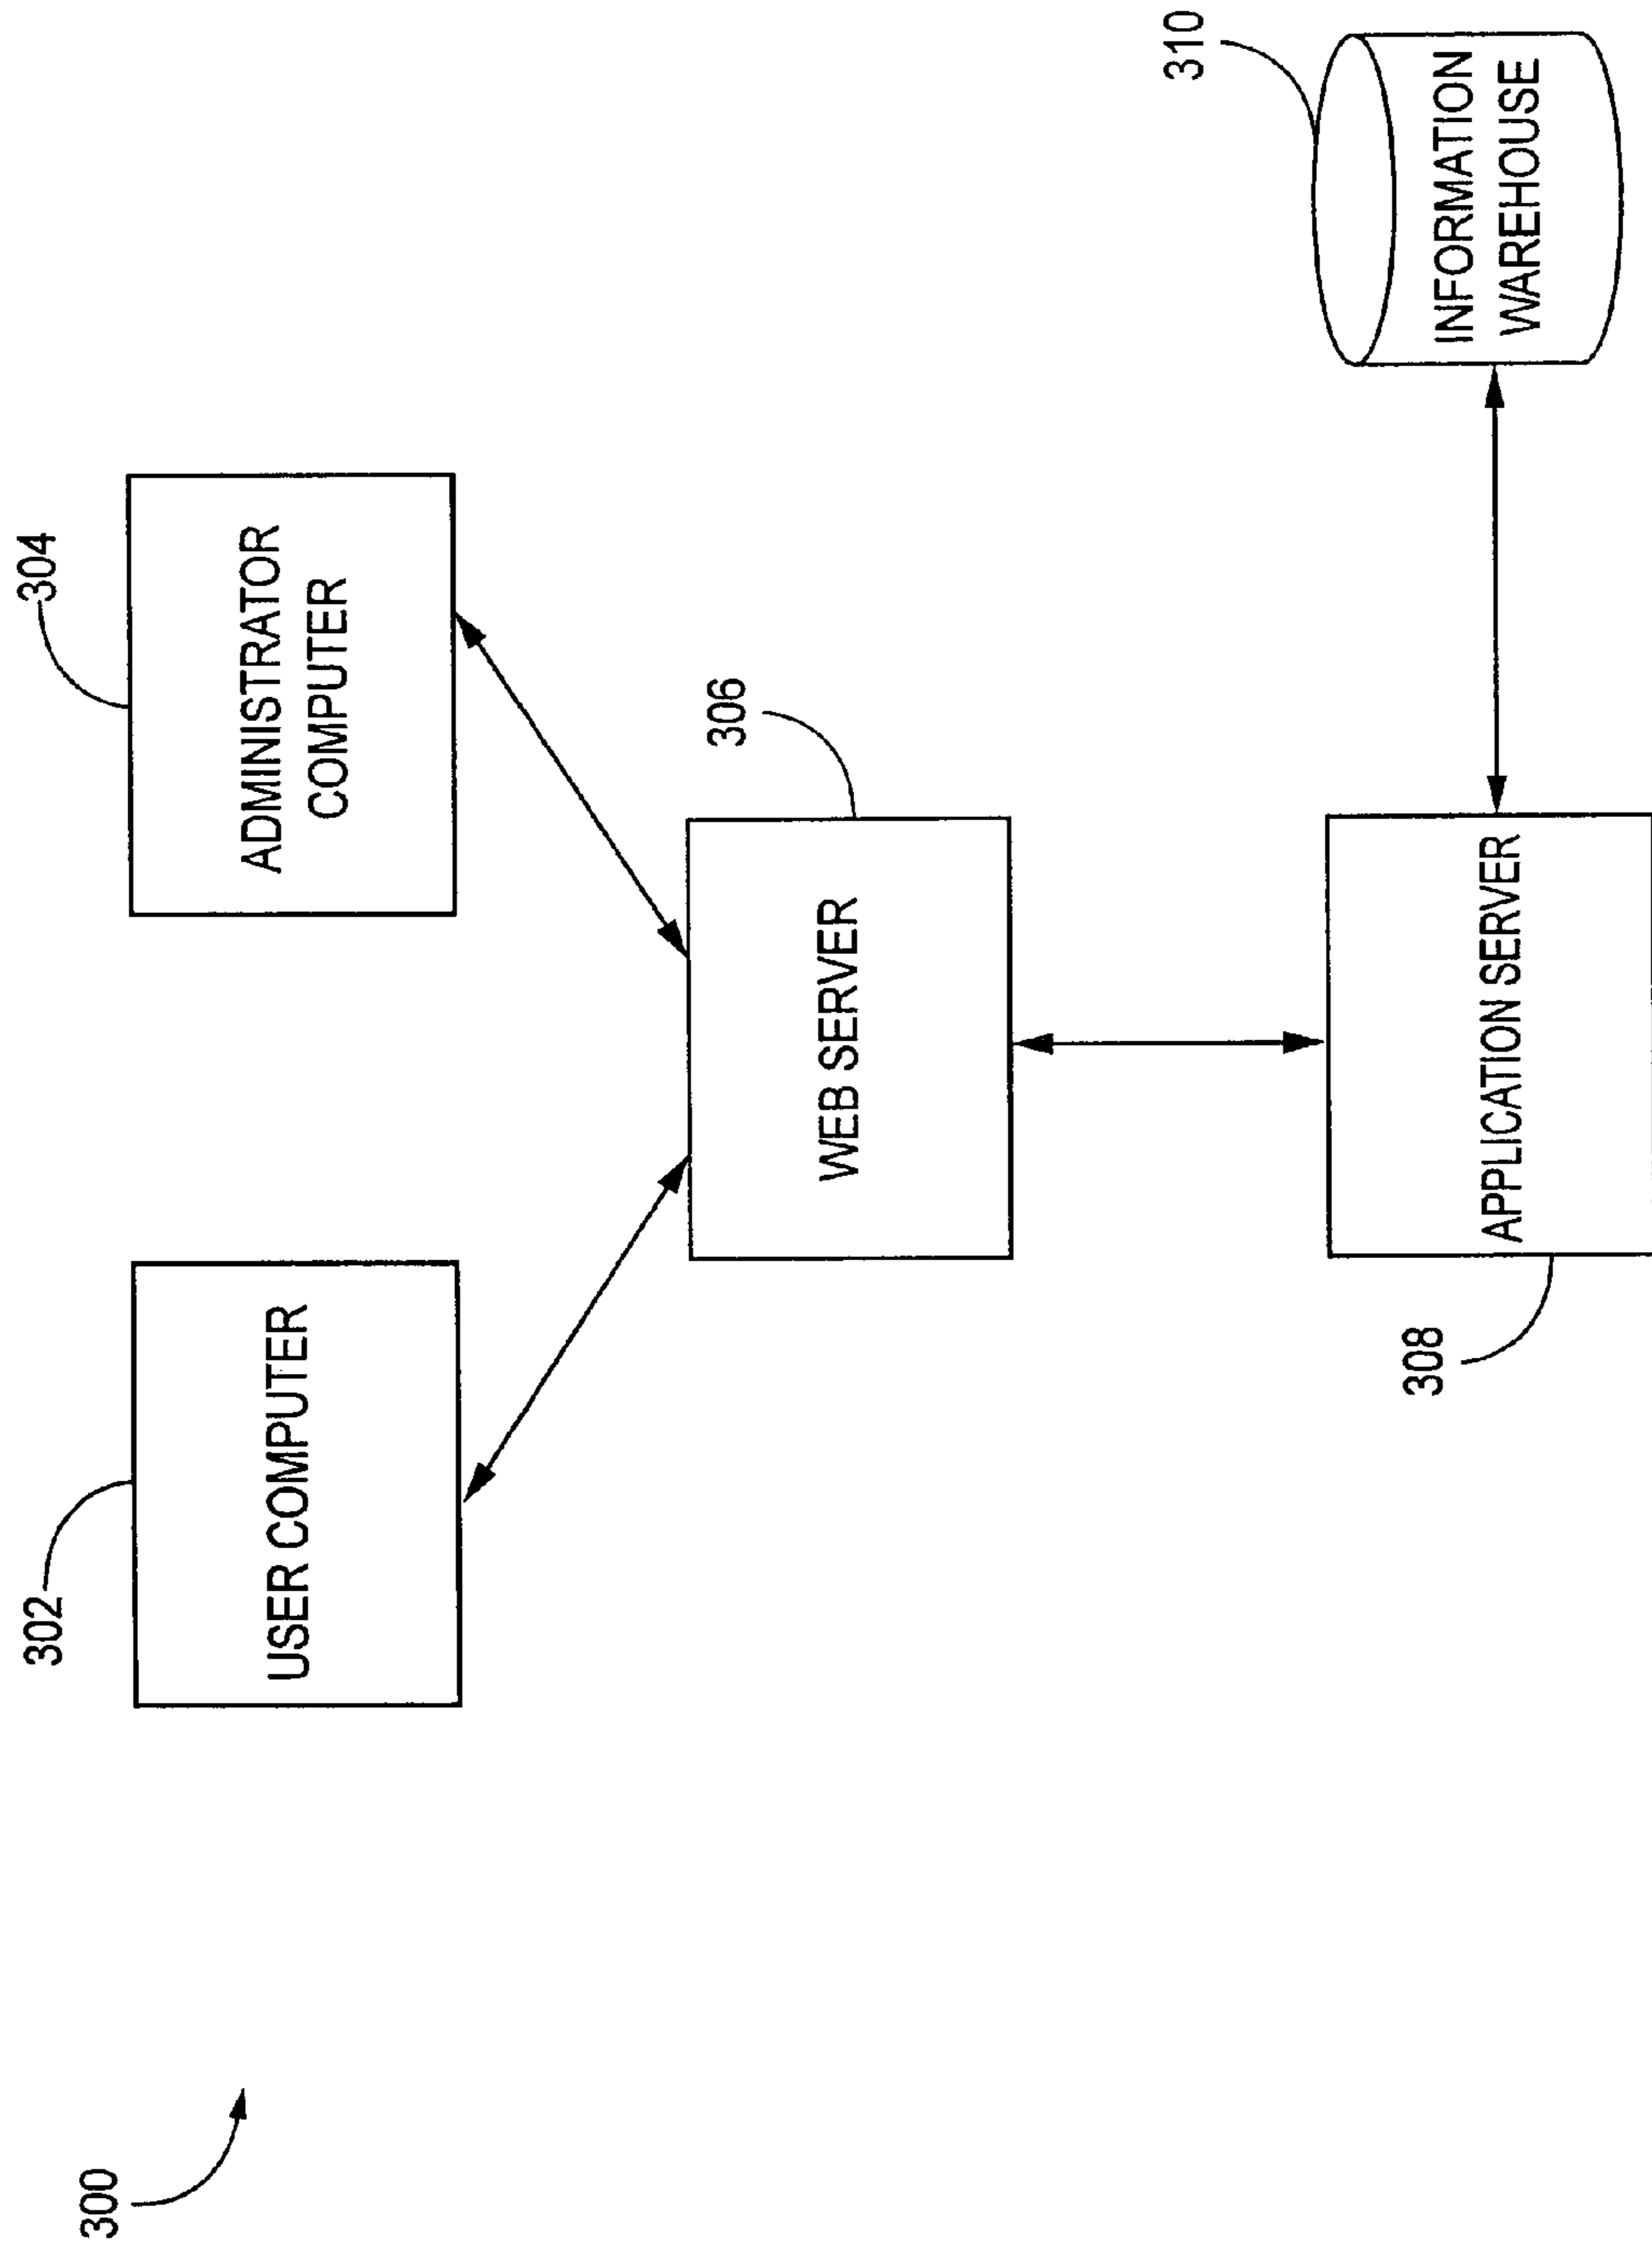 300
302
USER COMPUTER
304
ADMINISTRATOR
COMPUTER
306
WEB SERVER
308
APPLICATION SERVER
310
INFORMATION
WAREHOUSE